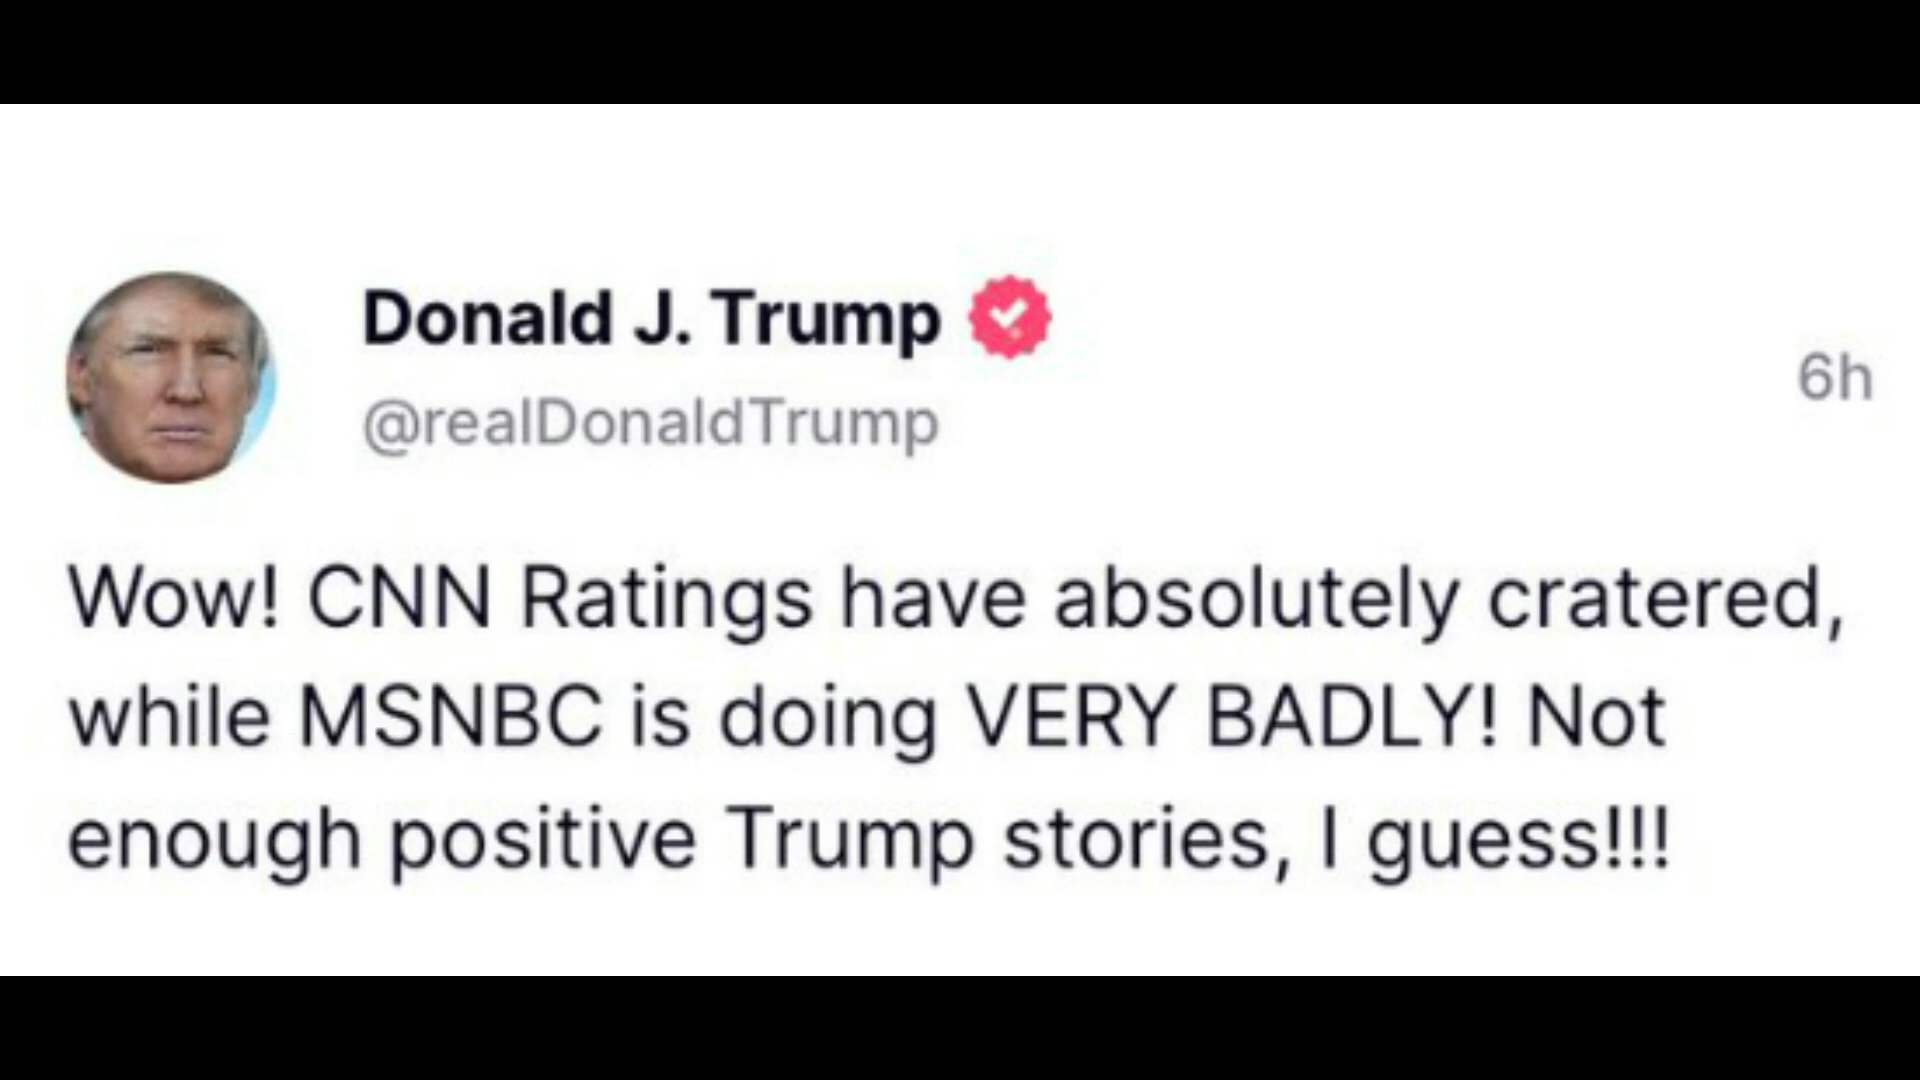 Donald J. Trump
@realDonaldTrump
6h
Wow! CNN Ratings have absolutely cratered,
while MSNBC is doing VERY BADLY! Not
enough positive Trump stories, I guess!!!